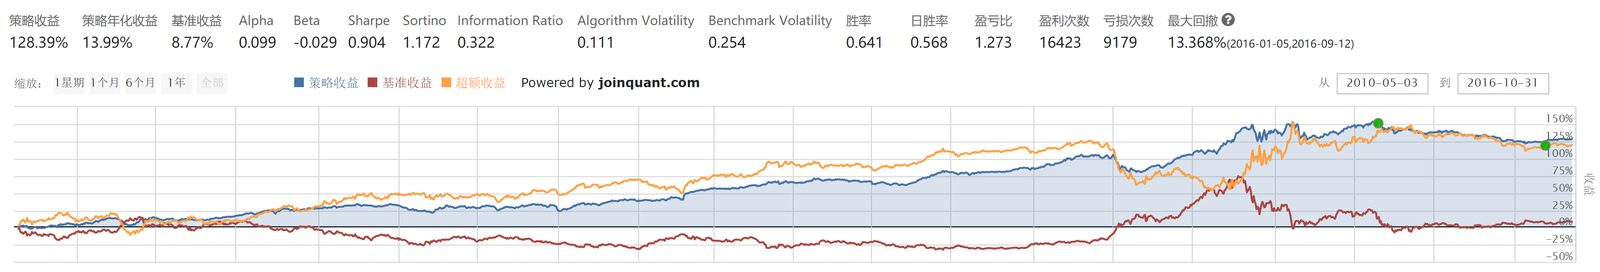 策略收益 策略年化收益 基准收益 Alpha Beta Sharpe Sortino Information Ratio Algorithm Volatility Benchmark Volatility 胜率 日胜率 盈亏比 盈利次数 亏损次数 最大回撤 ?
128.39% 13.99% 8.77% 0.099 -0.029 0.904 1.172 0.322 0.111 0.254 0.641 0.568 1.273 16423 9179 13.368%(2016-01-05,2016-09-12)
缩放: 1星期 1个月 6个月 1年 全部 策略收益 基准收益 超额收益 Powered by joinquant.com 从 2010-05-03 到 2016-10-31
150%
125%
100%
75%
50%
25%
0%
-25%
-50%
收益